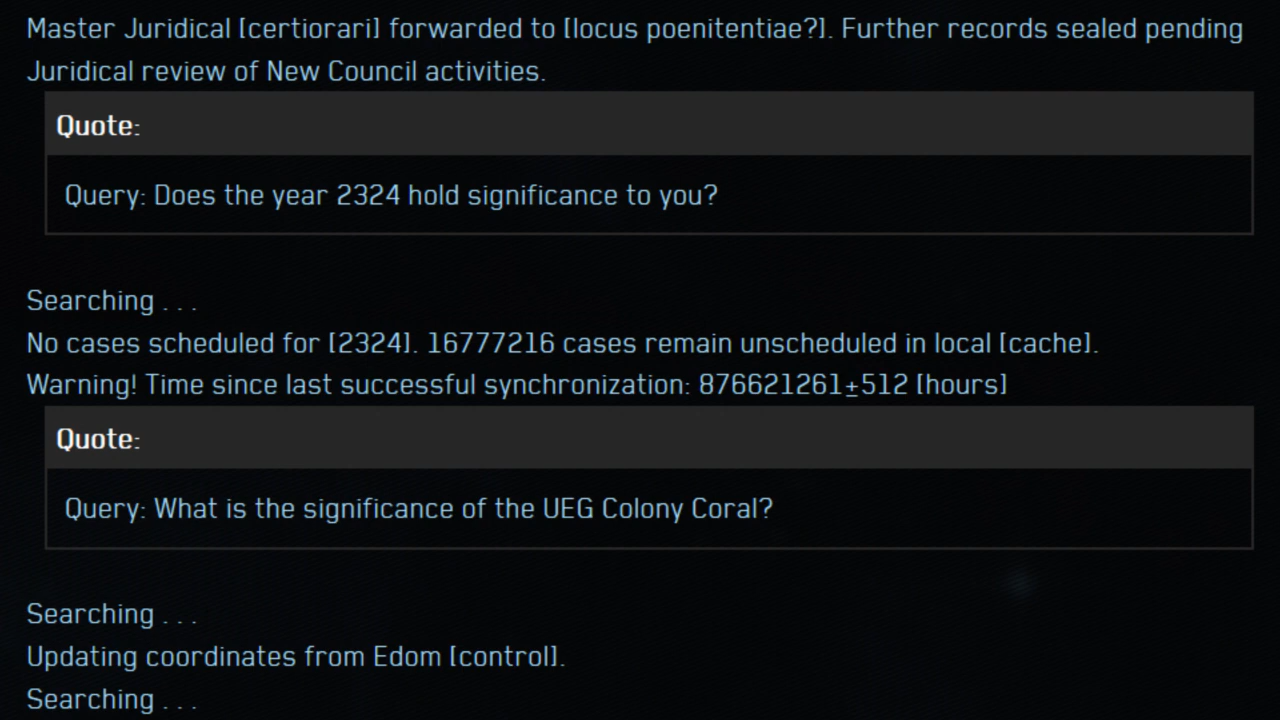 Master Juridical [certiorari] forwarded to [locus poenitentiae?]. Further records sealed pending
Juridical review of New Council activities.
Quote:
Query: Does the year 2324 hold significance to you?
Searching . . .
No cases scheduled for [2324]. 16777216 cases remain unscheduled in local [cache].
Warning! Time since last successful synchronization: 876621261±512 [hours]
Quote:
Query: What is the significance of the UEG Colony Coral?
Searching . . .
Updating coordinates from Edom [control].
Searching . . .